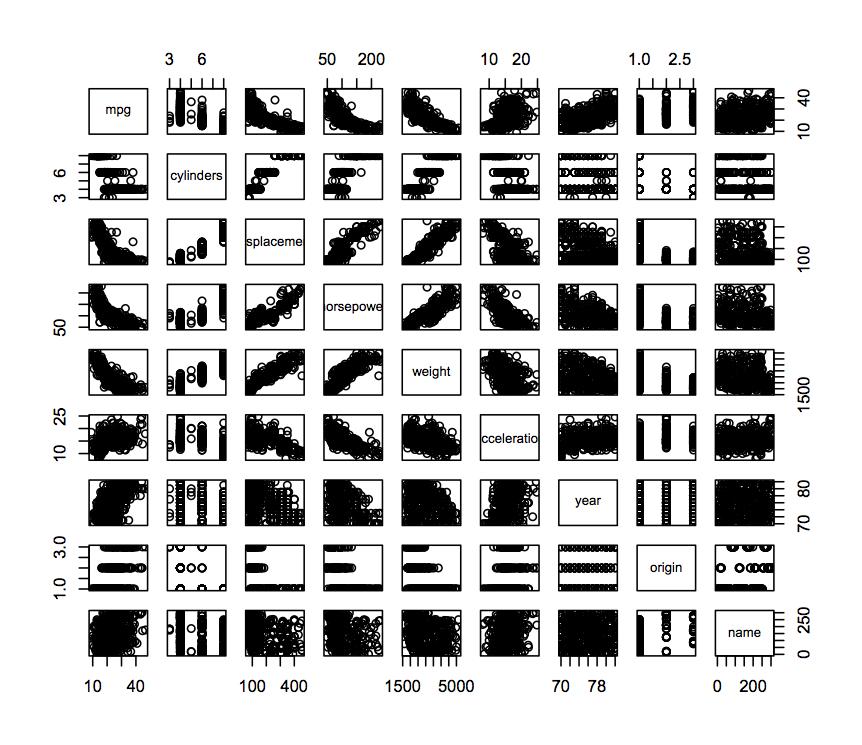 3 6 50 200 10 20 1.0 2.5
mpg 10 40
3 6 cylinders
splaceme 100
50 orsepowe
weight 1500
10 25 cceleratio
year 70 80
1.0 3.0 origin
name 0 250
10 40 100 400 1500 5000 70 78 0 200